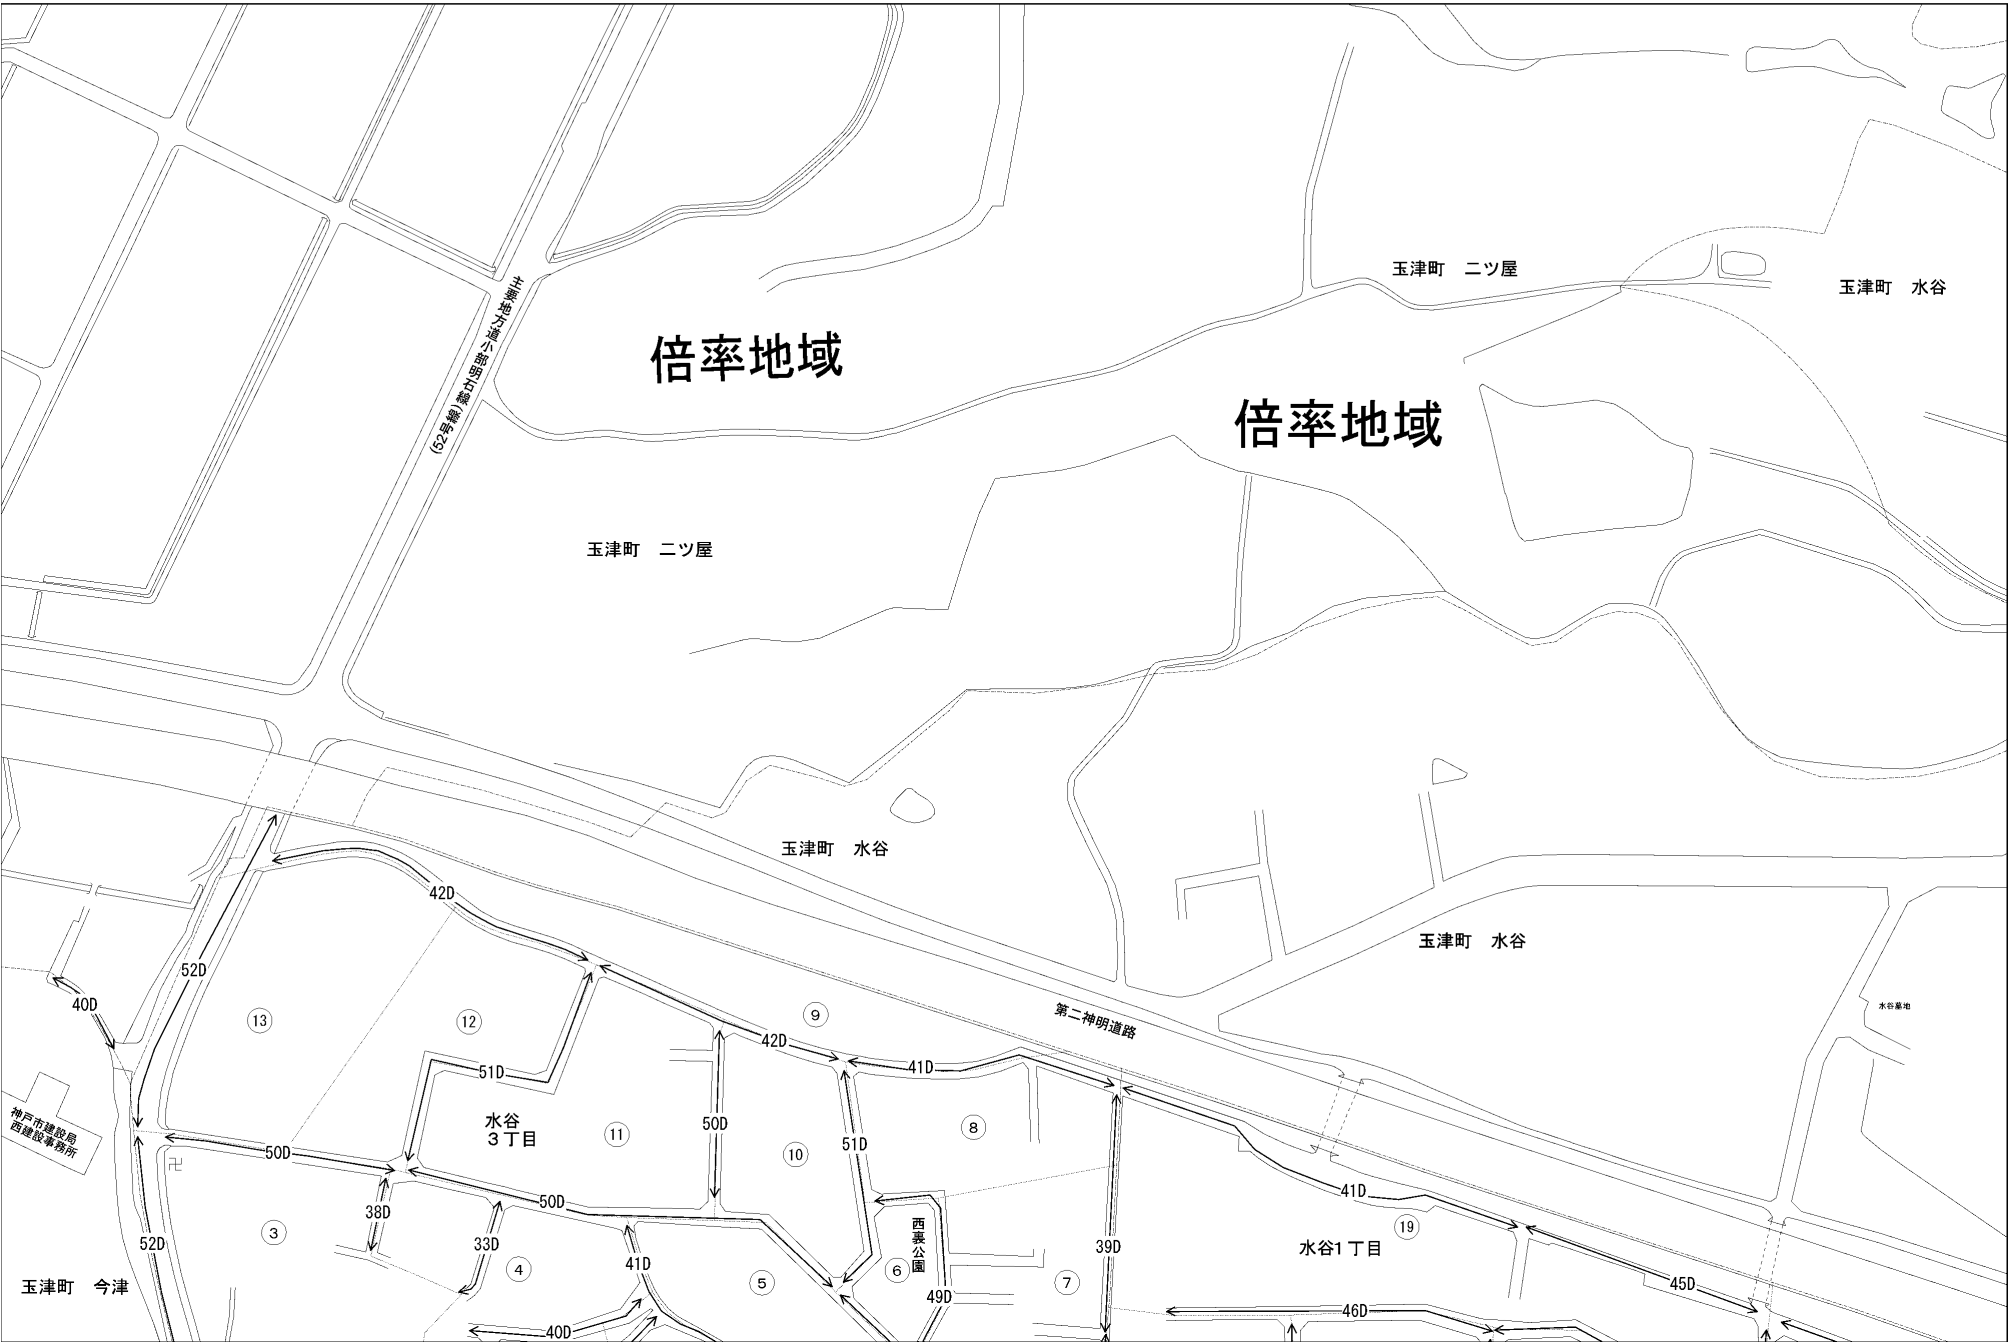 玉津町　二ツ屋
玉津町　水谷
主要地方道小部明石線
(52号線)
倍率地域
倍率地域
玉津町　二ツ屋
玉津町　水谷
42D
玉津町　水谷
52D
40D
水谷墓地
13
12
9
第二神明道路
42D
41D
51D
神戸市建設局
西建設事務所
水谷
３丁目
11
50D
8
50D
10
51D
卍
50D
41D
38D
3
33D
4
41D
5
西裏公園
6
7
39D
水谷1丁目
19
52D
玉津町　今津
49D
45D
40D
46D